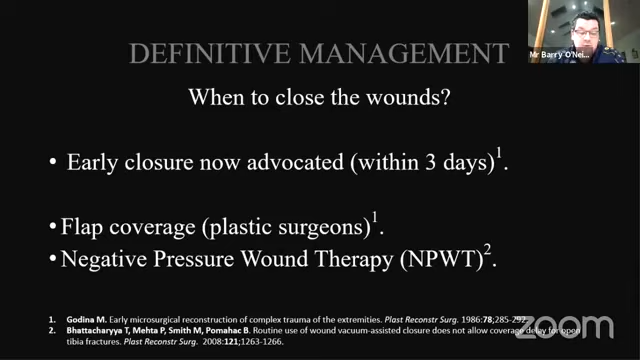 DEFINITIVE MANAGEMENT
Mr Barry O'Nei...
When to close the wounds?
• Early closure now advocated (within 3 days)1.
• Flap coverage (plastic surgeons)1.
• Negative Pressure Wound Therapy (NPWT)2.
1. Godina M. Early microsurgical reconstruction of complex trauma of the extremities. Plast Reconstr Surg. 1986:78;285-292.
2. Bhattacharyya T, Mehta P, Smith M, Pomahac B. Routine use of wound vacuum-assisted closure does not allow coverage delay for open
tibia fractures. Plast Reconstr Surg. 2008:121;1263-1266.
zoom